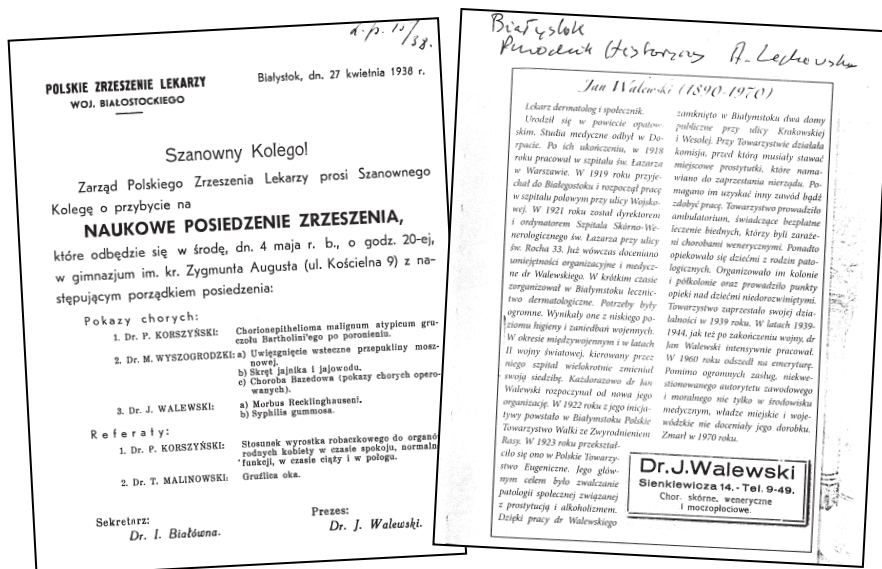 L.p. 10/38.
POLSKIE ZRZESZENIE LEKARZY
WOJ. BIAŁOSTOCKIEGO
Białystok, dn. 27 kwietnia 1938 r.
Szanowny Kolego!
Zarząd Polskiego Zrzeszenia Lekarzy prosi Szanownego
Kolegę o przybycie na
NAUKOWE POSIEDZENIE ZRZESZENIA,
które odbędzie się w środę, dn. 4 maja r. b., o godz. 20-ej,
w gimnazjum im. kr. Zygmunta Augusta (ul. Kościelna 9) z na-
stępującym porządkiem posiedzenia:
Pokazy chorych:
1. Dr. P. KORSZYŃSKI: Chorionepithelioma malignum atypicum gru-
czołu Bartholini'ego po poronieniu.
2. Dr. M. WYSZOGRODZKI: a) Uwięzgnięcie wsteczne przepukliny mosz-
nowej.
b) Skręt jajnika i jajowodu.
c) Choroba Bazedowa (pokazy chorych opero-
wanych).
3. Dr. J. WALEWSKI: a) Morbus Recklinghauseni.
b) Syphilis gummosa.
Referaty:
1. Dr. P. KORSZYŃSKI: Stosunek wyrostka robaczkowego do organó
rodnych kobiety w czasie spokoju, normaln
funkcji, w czasie ciąży i w połogu.
2. Dr. T. MALINOWSKI: Gruźlica oka.
Sekretarz:
Dr. I. Białówna.
Prezes:
Dr. J. Walewski.
Białystok
Przewodnik Historyczny A. Lechowska
Jan Walewski (1890-1970)
Lekarz dermatolog i społecznik.
Urodził się w powiecie opatow-
skim. Studia medyczne odbył w Do-
rpacie. Po ich ukończeniu, w 1918
roku pracował w szpitalu św. Łazarza
w Warszawie. W 1919 roku przyje-
chał do Białegostoku i rozpoczął pracę
w szpitalu polowym przy ulicy Wojsko-
wej. W 1921 roku został dyrektorem
i ordynatorem Szpitala Skórno-We-
nerologicznego św. Łazarza przy ulicy
św. Rocha 33. Już wówczas doceniano
umiejętności organizacyjne i medycz-
ne dr Walewskiego. W krótkim czasie
zorganizował w Białymstoku lecznic-
two dermatologiczne. Potrzeby były
ogromne. Wynikały one z niskiego po-
ziomu higieny i zaniedbań wojennych.
W okresie międzywojennym i w latach
II wojny światowej, kierowany przez
niego szpital wielokrotnie zmieniał
swoją siedzibę. Każdorazowo dr Jan
Walewski rozpoczynał od nowa jego
organizację. W 1922 roku z jego inicja-
tywy powstało w Białymstoku Polskie
Towarzystwo Walki ze Zwyrodnieniem
Rasy. W 1923 roku przekształ-
ciło się ono w Polskie Towarzy-
stwo Eugeniczne. Jego głów-
nym celem było zwalczanie
patologii społecznej związanej
z prostytucją i alkoholizmem.
Dzięki pracy dr Walewskiego
zamknięto w Białymstoku dwa domy
publiczne przy ulicy Krakowskiej
i Wesołej. Przy Towarzystwie działała
komisja, przed którą musiały stawać
miejscowe prostytutki, które nama-
wiano do zaprzestania nierządu. Po-
magano im uzyskać inny zawód bądź
zdobyć pracę. Towarzystwo prowadziło
ambulatorium, świadczące bezpłatne
leczenie biednych, którzy byli zaraże-
ni chorobami wenerycznymi. Ponadto
opiekowało się dziećmi z rodzin pato-
logicznych. Organizowało im kolonie
i półkolonie oraz prowadziło punkty
opieki nad dziećmi niedorozwiniętymi.
Towarzystwo zaprzestało swojej dzia-
łalności w 1939 roku. W latach 1939-
1944, jak też po zakończeniu wojny, dr
Jan Walewski intensywnie pracował.
W 1960 roku odszedł na emeryturę.
Pomimo ogromnych zasług, niekwe-
stionowanego autorytetu zawodowego
i moralnego nie tylko w środowisku
medycznym, władze miejskie i woje-
wódzkie nie doceniały jego dorobku.
Zmarł w 1970 roku.
Dr. J. Walewski
Sienkiewicza 14. - Tel. 9-49.
Chor. skórne, weneryczne
i moczopłciowe.